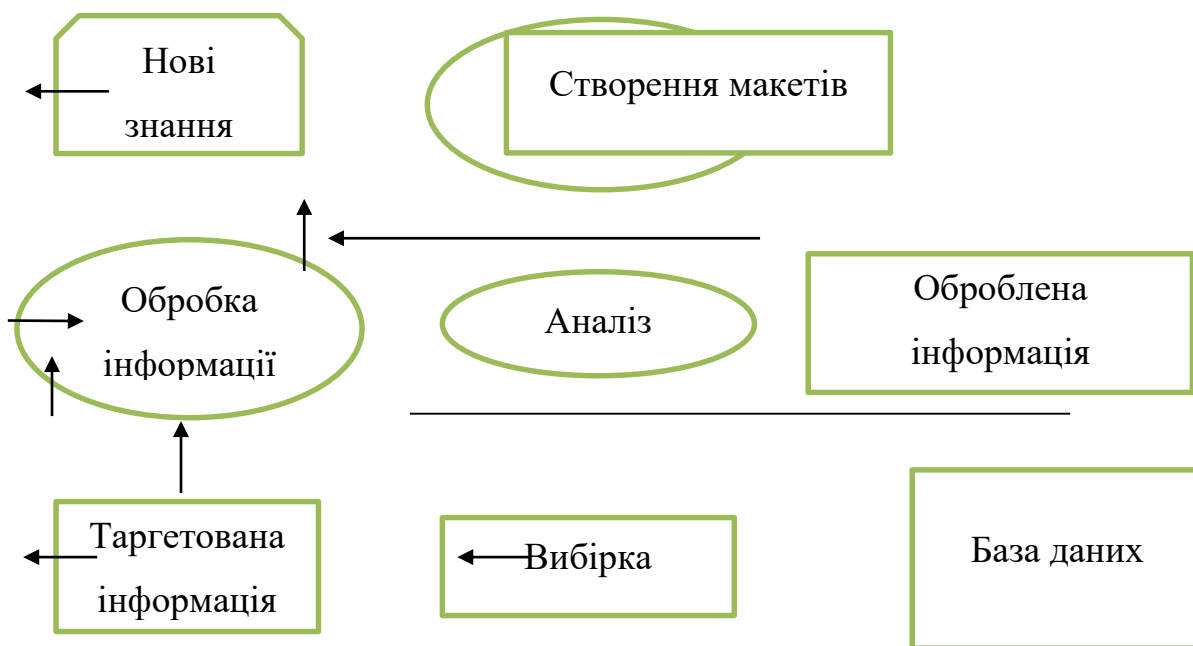 Нові
знання
Створення макетів
Обробка
інформації
Аналіз
Оброблена
інформація
Таргетована
інформація
Вибірка
База даних